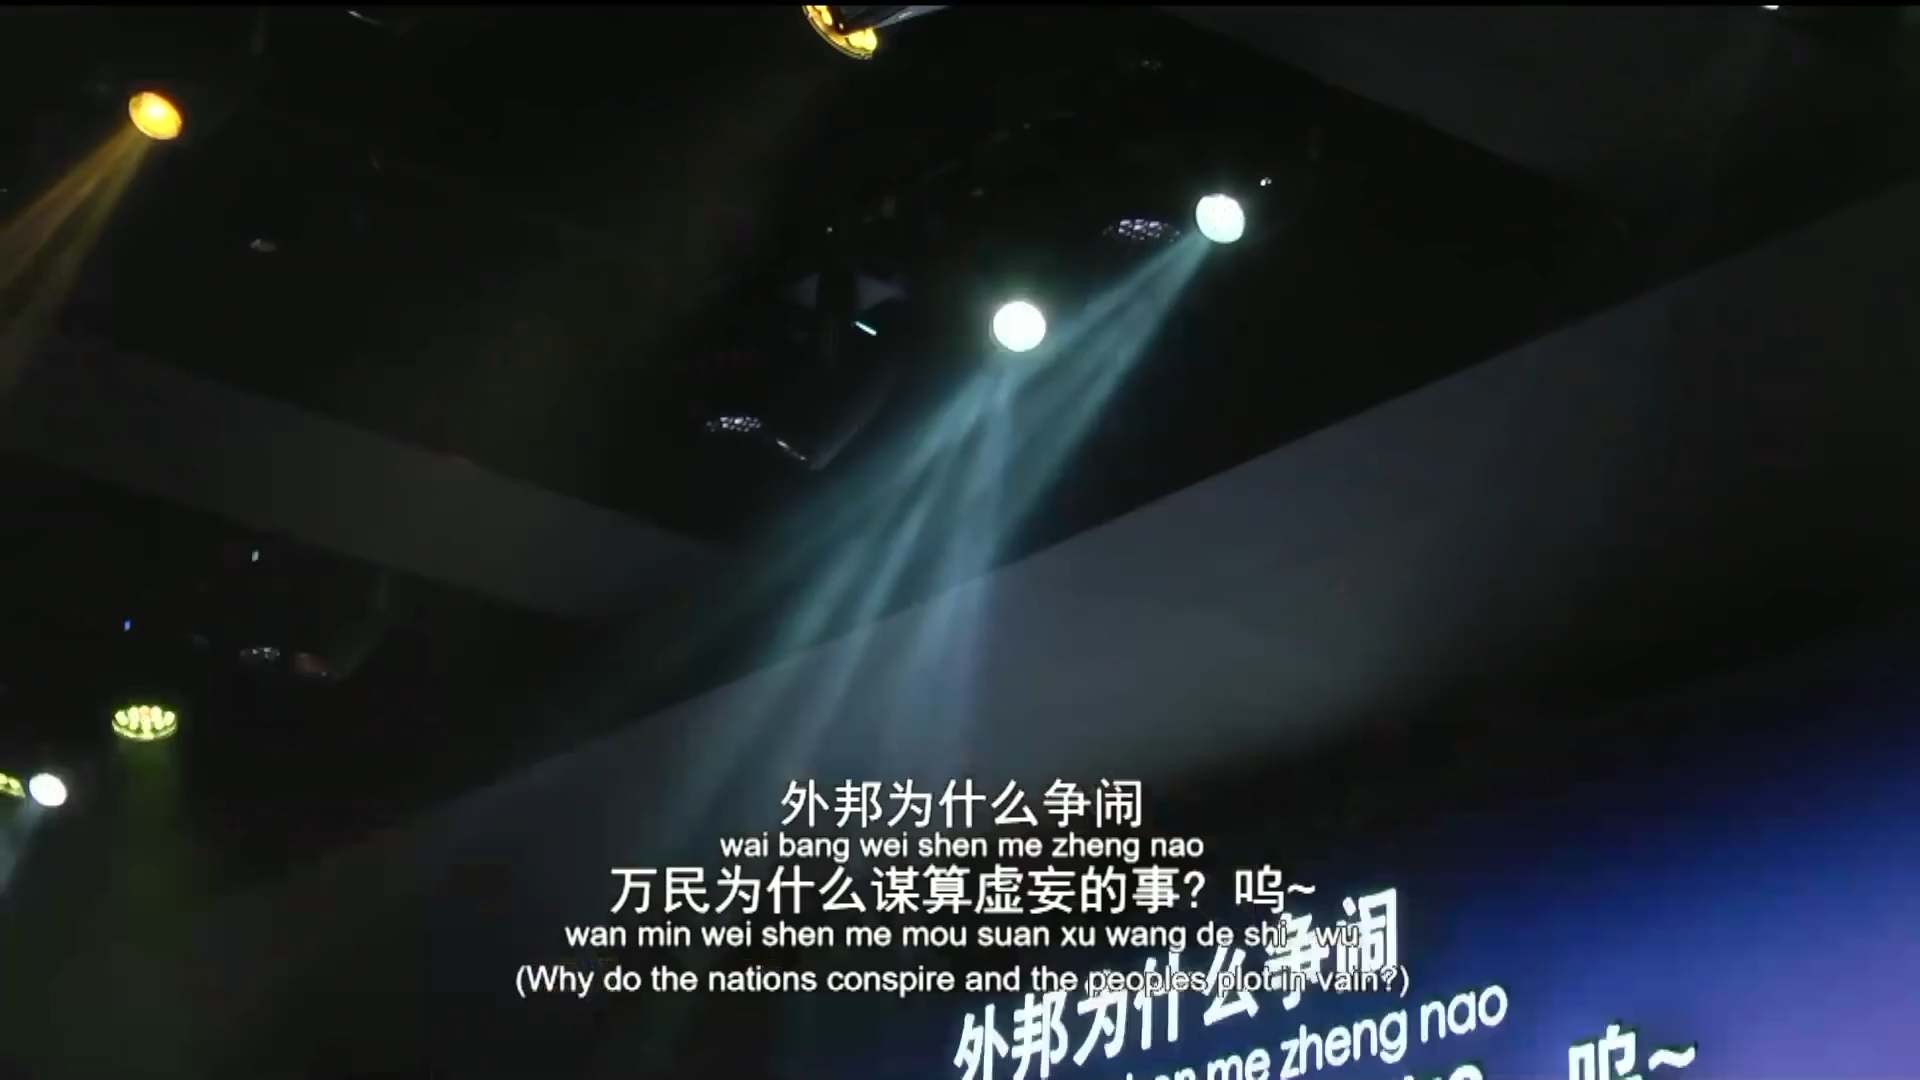 外邦为什么争闹
wai bang wei shen me zheng nao
万民为什么谋算虚妄的事? 呜~
wan min wei shen me mou suan xu wang de shi wu
(Why do the nations conspire and the peoples plot in vain?)
外邦为什么争闹
me zheng nao
呜~